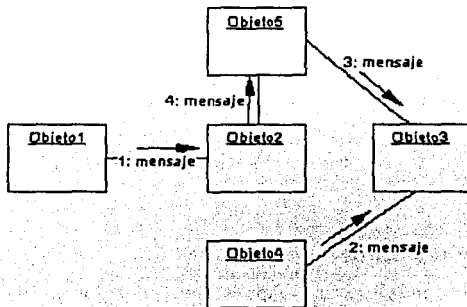 Objeto5
3: mensaje
4: mensaje
Objeto1
Objeto2
Objeto3
1: mensaje
Objeto4
2: mensaje